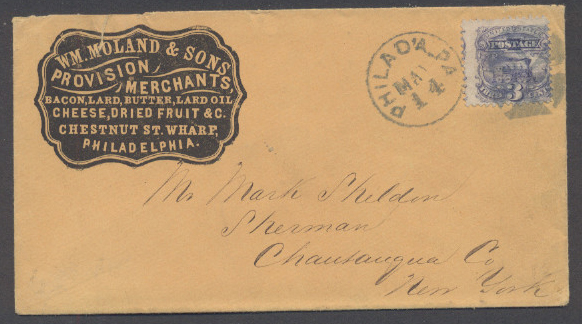 WM. MOLAND & SONS,
PROVISION
MERCHANTS,
BACON, LARD, BUTTER, LARD OIL
CHEESE, DRIED FRUIT & C.
CHESTNUT ST. WHARF,
PHILADELPHIA.
PHILAD'A. PA.
MAY
14
POSTAGE
3
Mr Mark Sheldon
Sherman
Chautauqua Co
New York